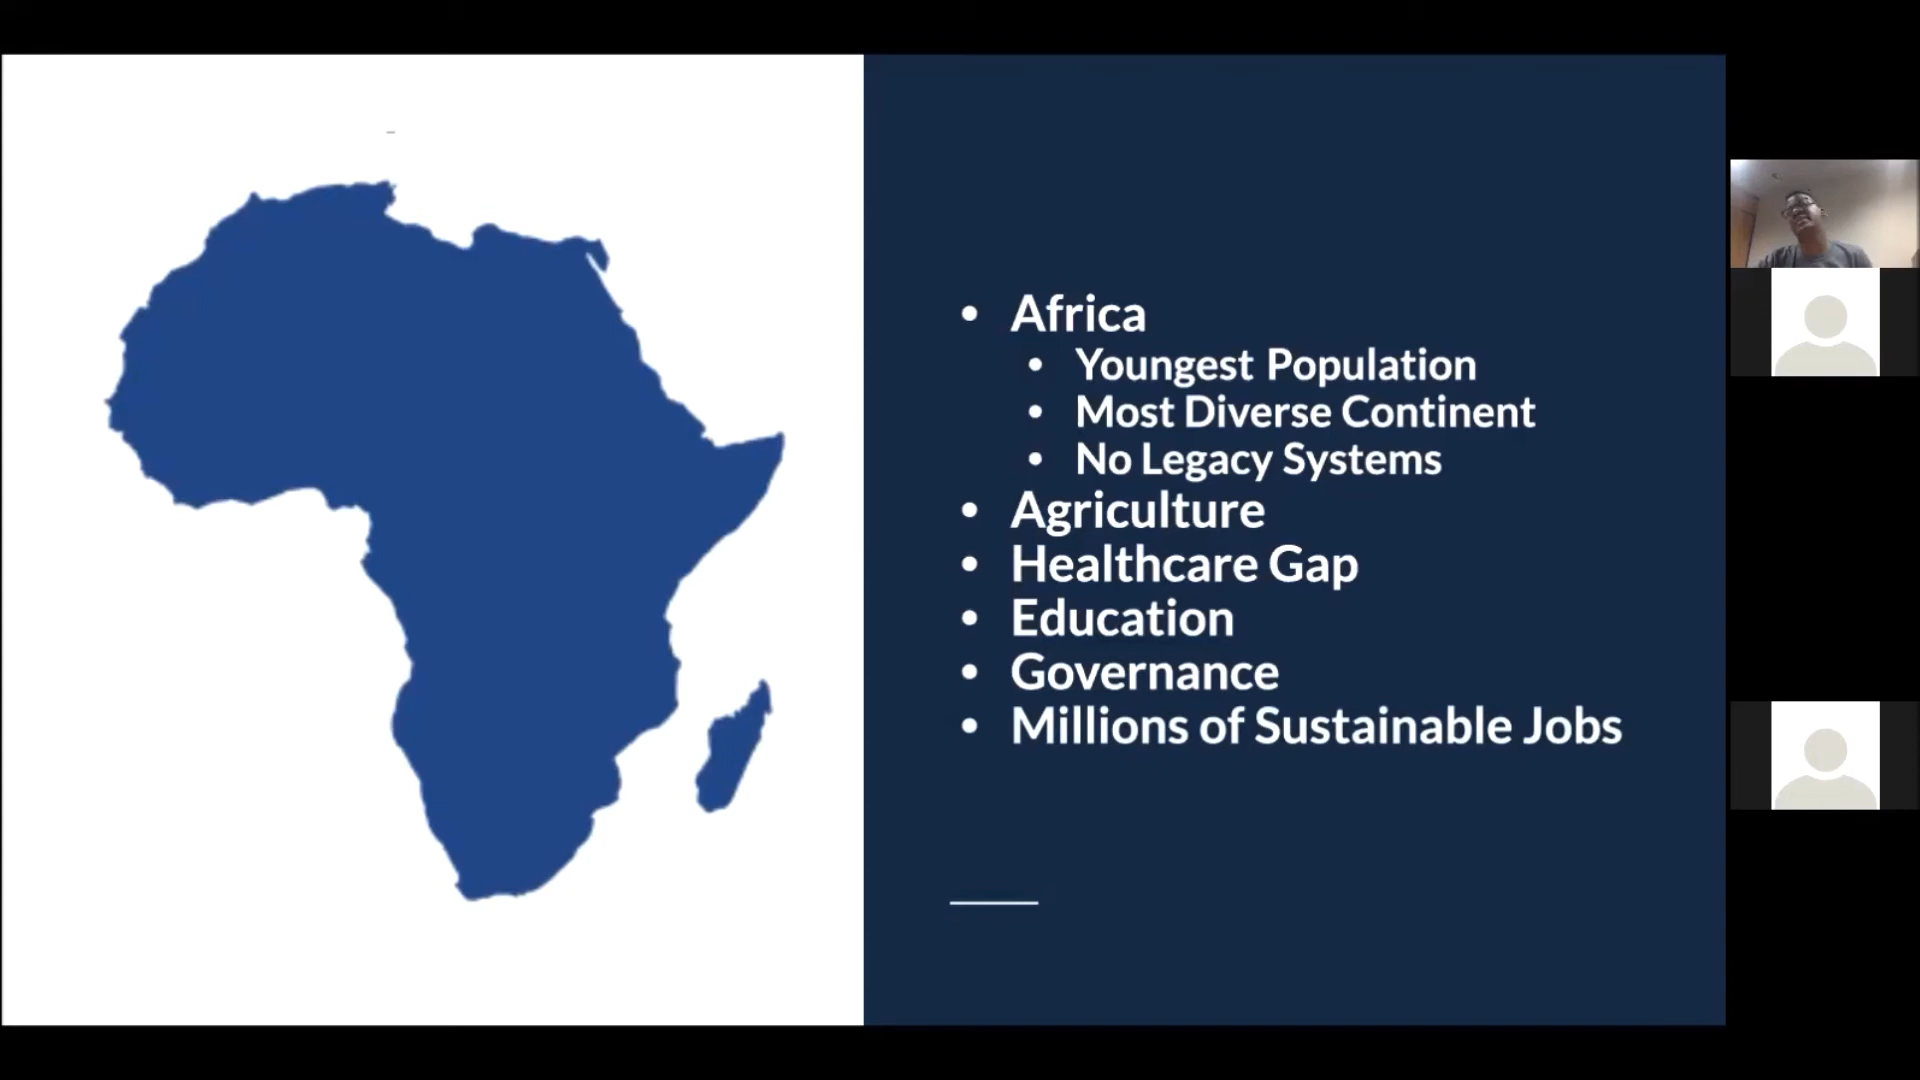 • Africa
• Youngest Population
• Most Diverse Continent
• No Legacy Systems
• Agriculture
• Healthcare Gap
• Education
• Governance
• Millions of Sustainable Jobs